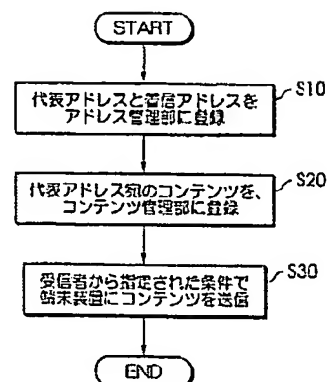 START
S10
代表アドレスと着信アドレスを
アドレス管理部に登録
S20
代表アドレス宛のコンテンツを、
コンテンツ管理部に登録
S30
受信者から指定された条件で
端末装置にコンテンツを送信
END